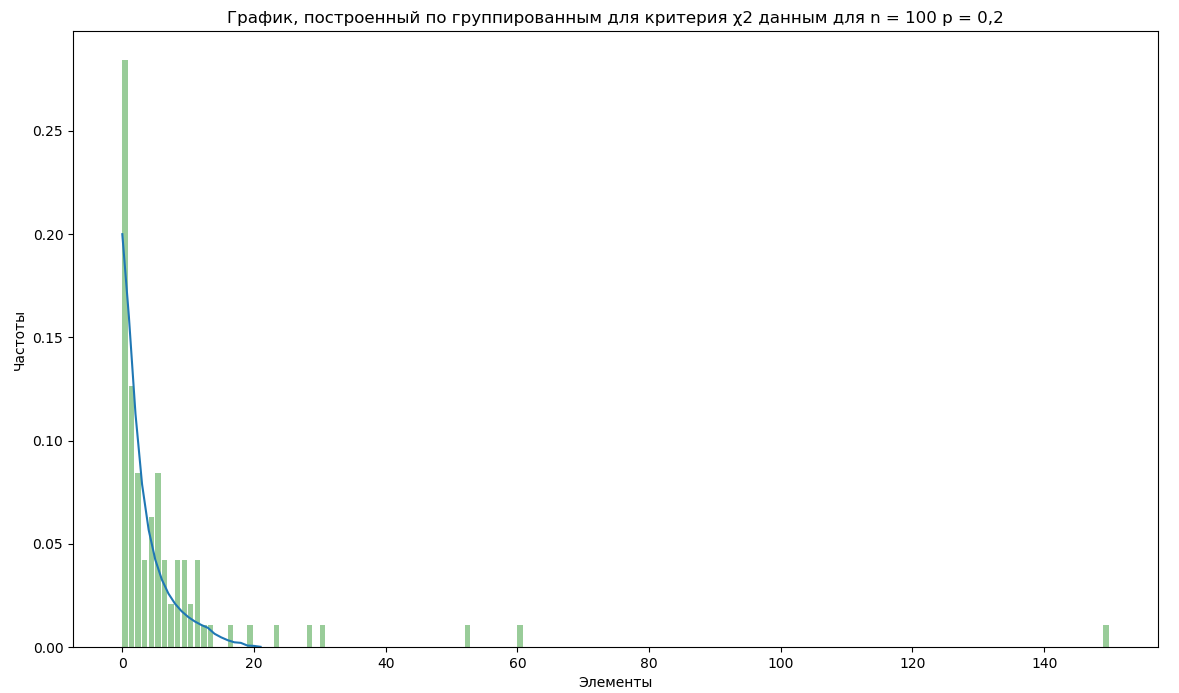 График, построенный по группированным для критерия χ2 данным для n = 100 p = 0,2
Частоты
0.25
0.20
0.15
0.10
0.05
0.00
0 20 40 60 80 100 120 140
Элементы